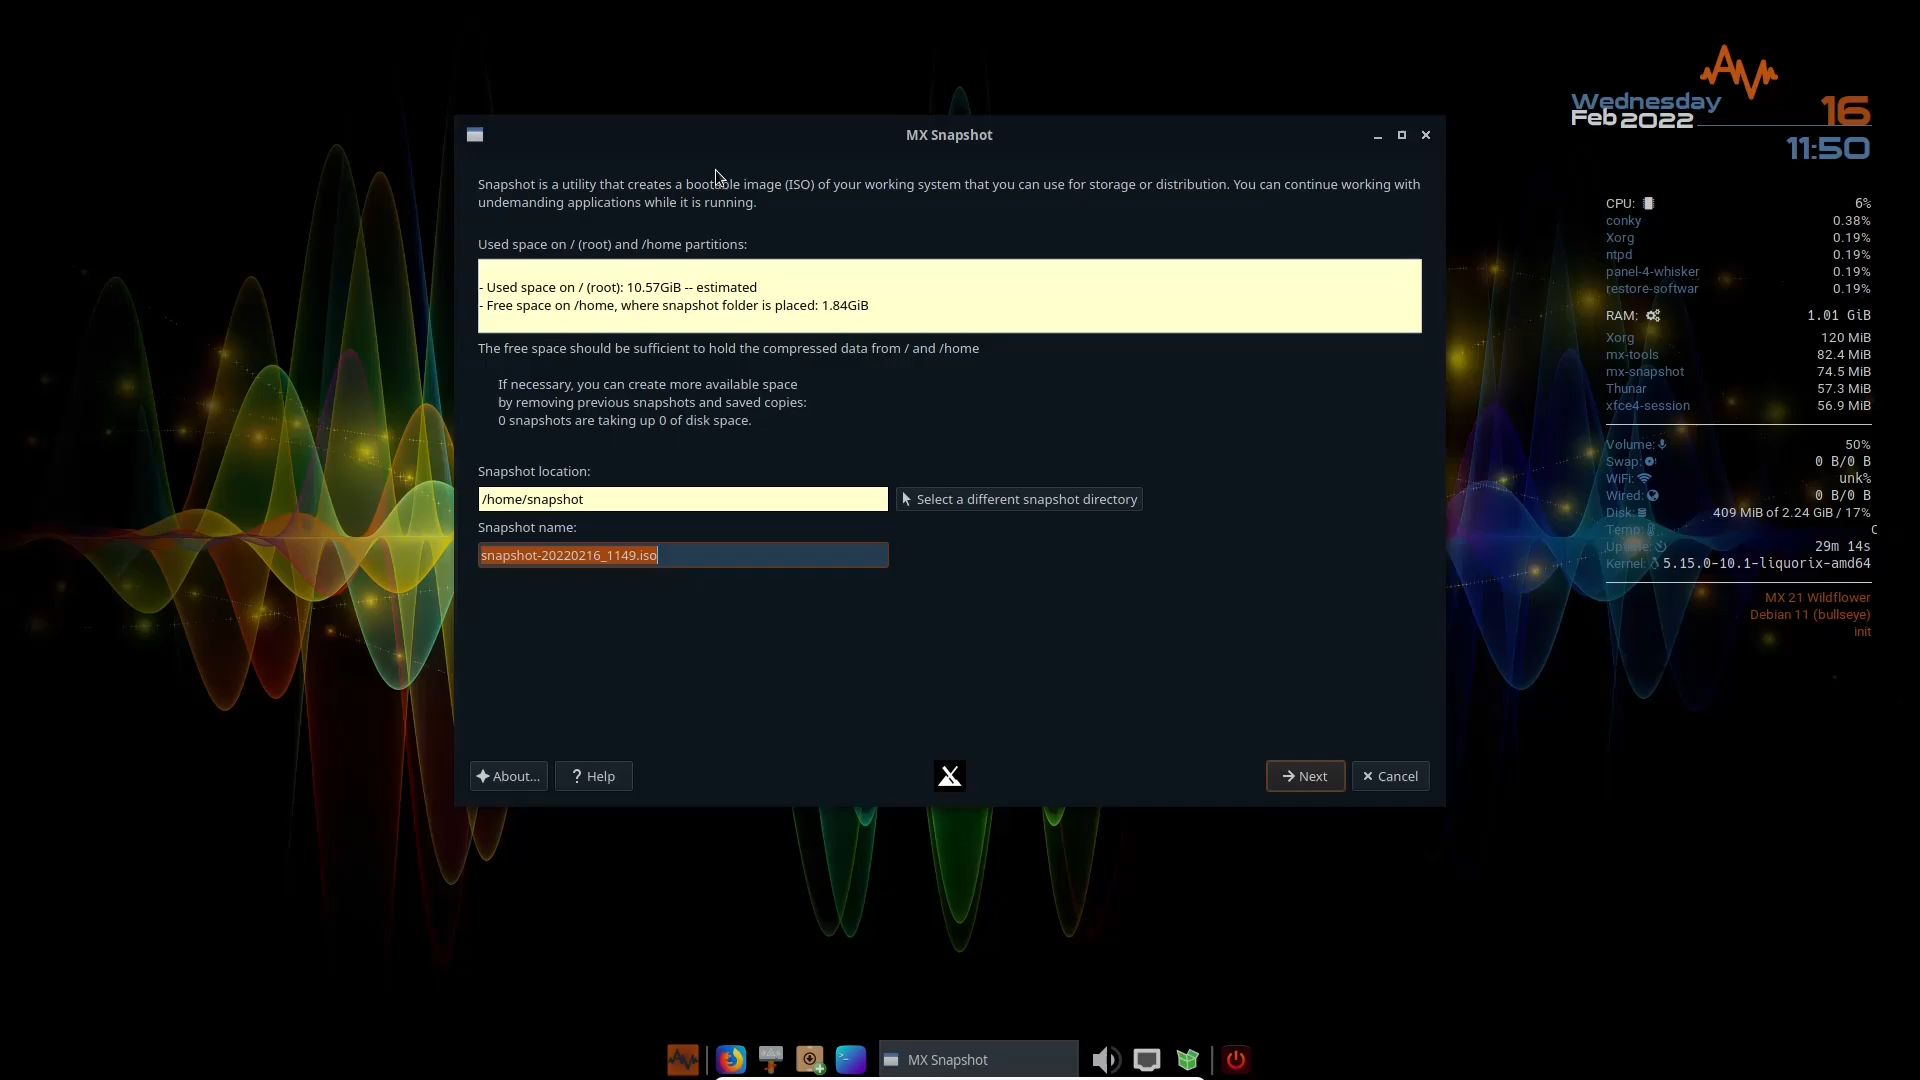 MX Snapshot
Snapshot is a utility that creates a bootable image (ISO) of your working system that you can use for storage or distribution. You can continue working with
undemanding applications while it is running.
Used space on / (root) and /home partitions:
- Used space on / (root): 10.57GiB -- estimated
- Free space on /home, where snapshot folder is placed: 1.84GiB
The free space should be sufficient to hold the compressed data from / and /home
If necessary, you can create more available space
by removing previous snapshots and saved copies:
0 snapshots are taking up 0 of disk space.
Snapshot location:
/home/snapshot
Select a different snapshot directory
Snapshot name:
snapshot-20220216_1149.iso
About...
? Help
Next
Cancel
Wednesday
16
Feb 2022
11:50
CPU: 6%
conky 0.38%
Xorg 0.19%
ntpd 0.19%
panel-4-whisker 0.19%
restore-softwar 0.19%
RAM: 1.01 GiB
Xorg 120 MiB
mx-tools 82.4 MiB
mx-snapshot 74.5 MiB
Thunar 57.3 MiB
xfce4-session 56.9 MiB
Volume: 50%
Swap: 0 B/0 B
WiFi: unk%
Wired: 0 B/0 B
Disk: 409 MiB of 2.24 GiB / 17%
Temp: C
Uptime: 29m 14s
Kernel: 5.15.0-10.1-liquorix-amd64
MX 21 Wildflower
Debian 11 (bullseye)
init
MX Snapshot